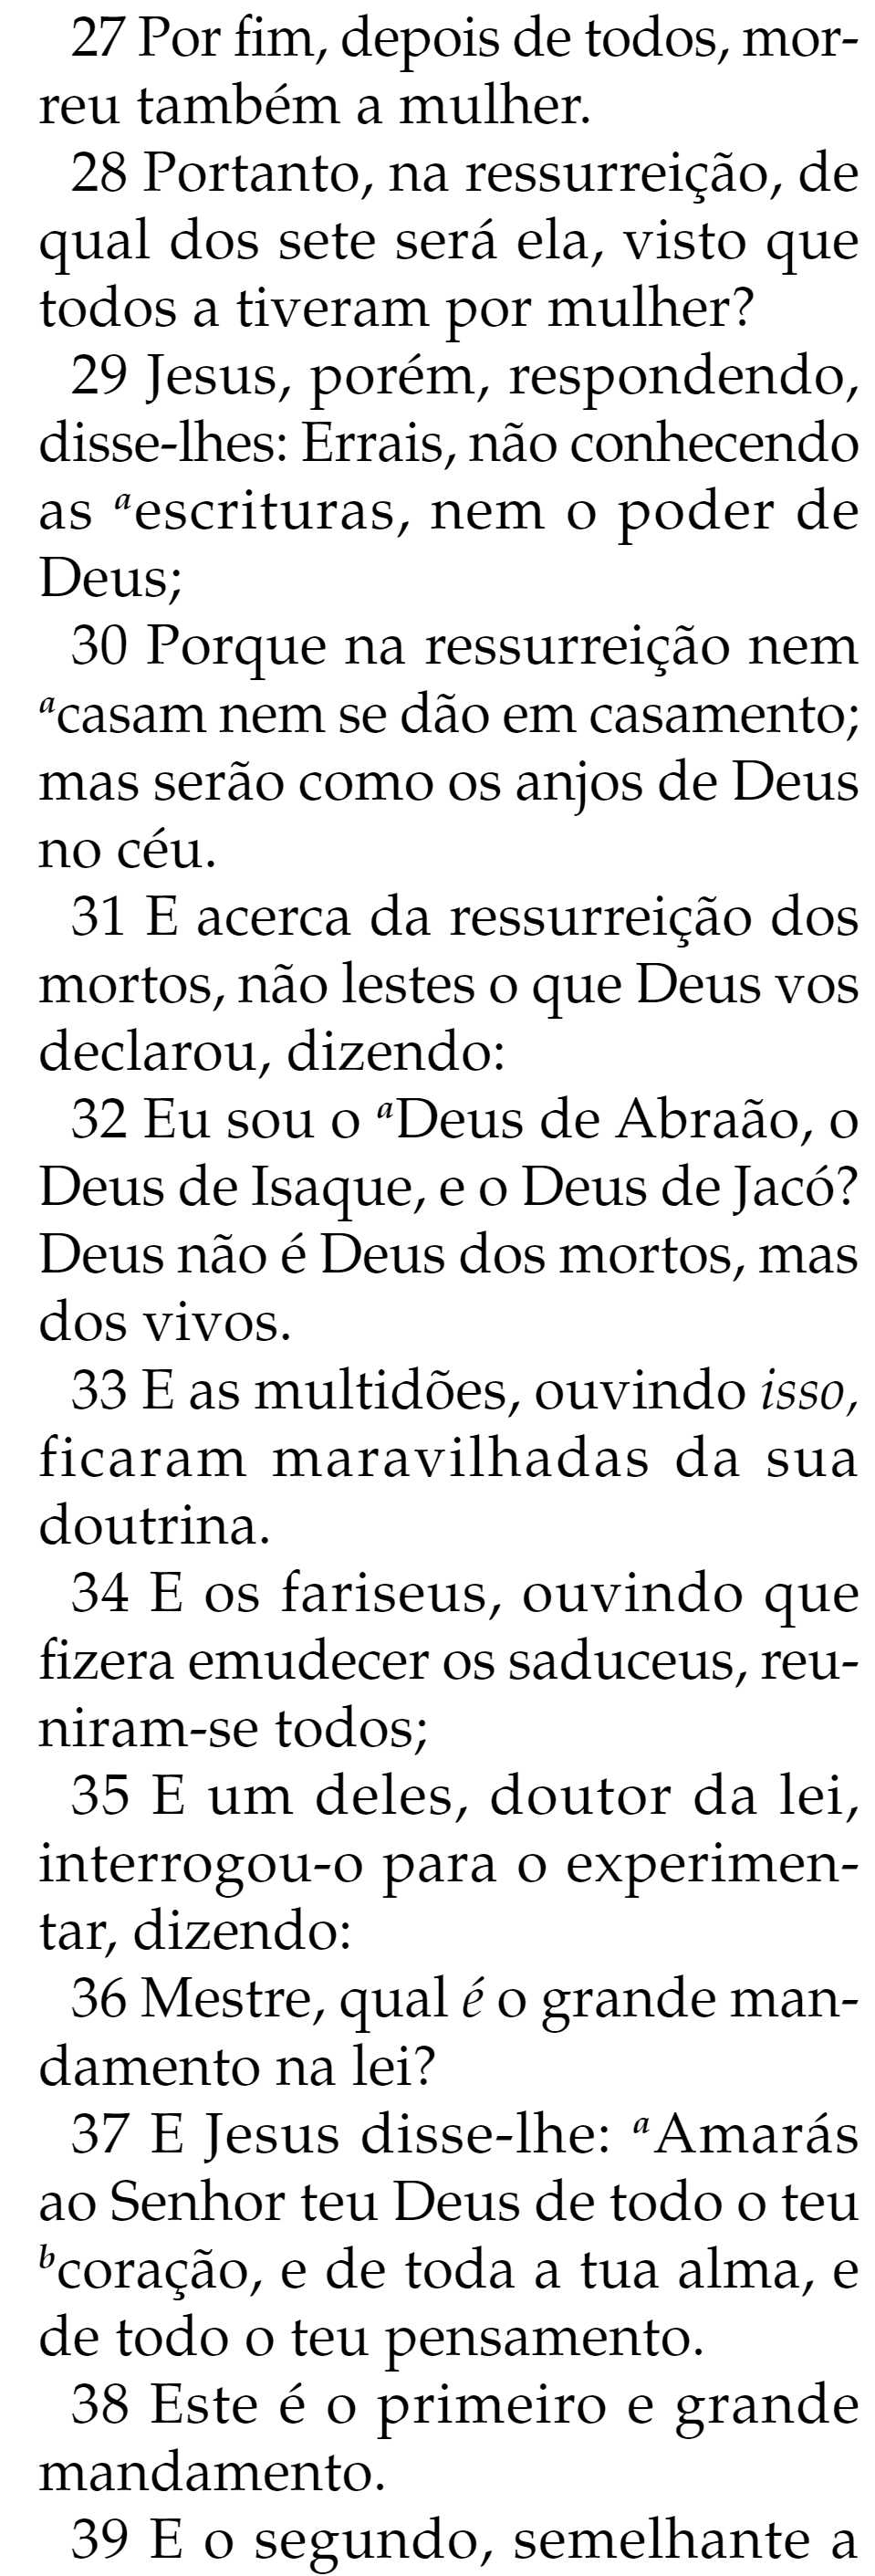 27 Por fim, depois de todos, mor-
reu também a mulher.
28 Portanto, na ressurreição, de
qual dos sete será ela, visto que
todos a tiveram por mulher?
29 Jesus, porém, respondendo,
disse-lhes: Errais, não conhecendo
as ᵃescrituras, nem o poder de
Deus;
30 Porque na ressurreição nem
ᵃcasam nem se dão em casamento;
mas serão como os anjos de Deus
no céu.
31 E acerca da ressurreição dos
mortos, não lestes o que Deus vos
declarou, dizendo:
32 Eu sou o ᵃDeus de Abraão, o
Deus de Isaque, e o Deus de Jacó?
Deus não é Deus dos mortos, mas
dos vivos.
33 E as multidões, ouvindo isso,
ficaram maravilhadas da sua
doutrina.
34 E os fariseus, ouvindo que
fizera emudecer os saduceus, reu-
niram-se todos;
35 E um deles, doutor da lei,
interrogou-o para o experimen-
tar, dizendo:
36 Mestre, qual é o grande man-
damento na lei?
37 E Jesus disse-lhe: ᵃAmarás
ao Senhor teu Deus de todo o teu
ᵇcoração, e de toda a tua alma, e
de todo o teu pensamento.
38 Este é o primeiro e grande
mandamento.
39 E o segundo, semelhante a